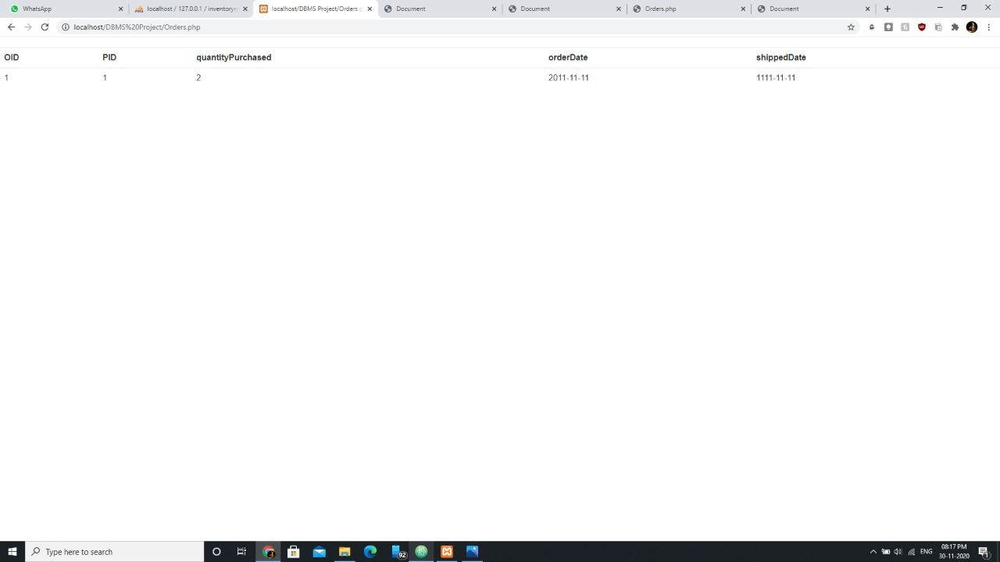 WhatsApp
localhost / 127.0.0.1 / inventory
localhost/DBMS Project/Orders.p
Document
Document
Orders.php
Document
localhost/DBMS%20Project/Orders.php
OID PID quantityPurchased orderDate shippedDate
1 1 2 2011-11-11 1111-11-11
Type here to search
92
ENG
08:17 PM
30-11-2020
1